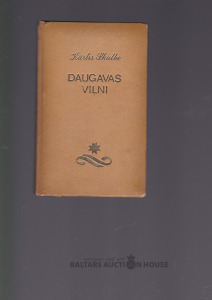 Kārlis Skalbe
DAUGAVAS
VILNI
BALTARS AUCTION HOUSE